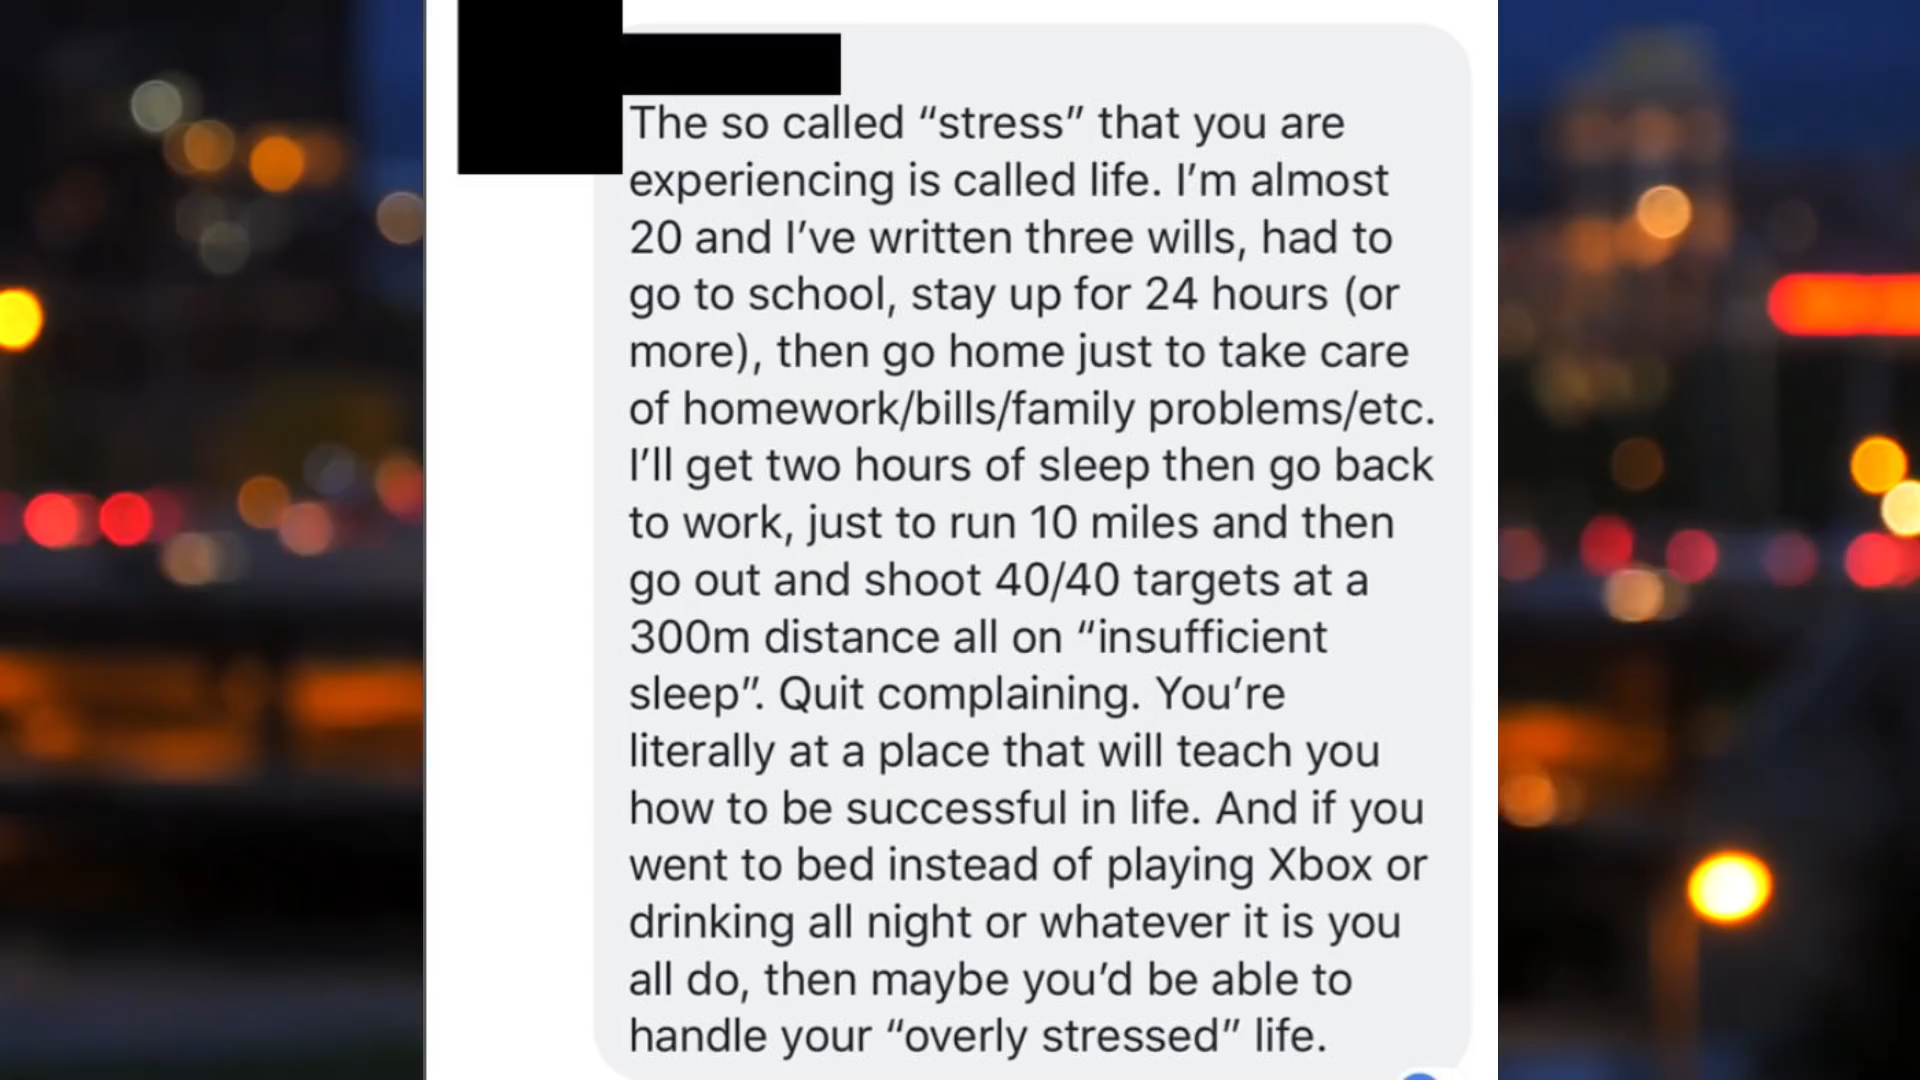 The so called “stress” that you are
experiencing is called life. I’m almost
20 and I’ve written three wills, had to
go to school, stay up for 24 hours (or
more), then go home just to take care
of homework/bills/family problems/etc.
I’ll get two hours of sleep then go back
to work, just to run 10 miles and then
go out and shoot 40/40 targets at a
300m distance all on “insufficient
sleep”. Quit complaining. You’re
literally at a place that will teach you
how to be successful in life. And if you
went to bed instead of playing Xbox or
drinking all night or whatever it is you
all do, then maybe you’d be able to
handle your “overly stressed” life.